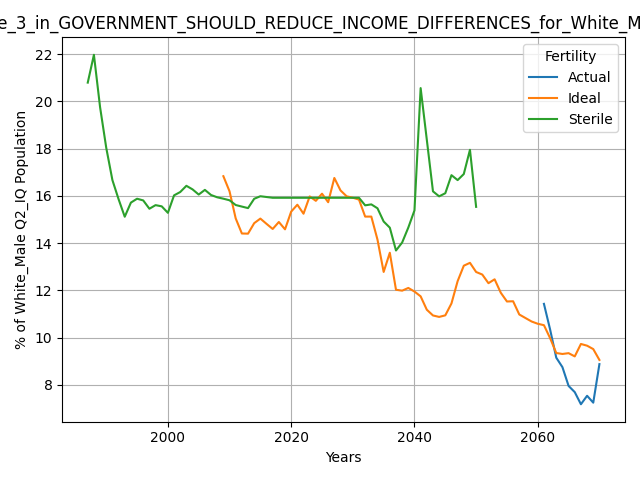 e_3_in_GOVERNMENT_SHOULD_REDUCE_INCOME_DIFFERENCES_for_White_M
Fertility
Actual
Ideal
Sterile
% of White_Male Q2_IQ Population
22
20
18
16
14
12
10
8
2000
2020
2040
2060
Years